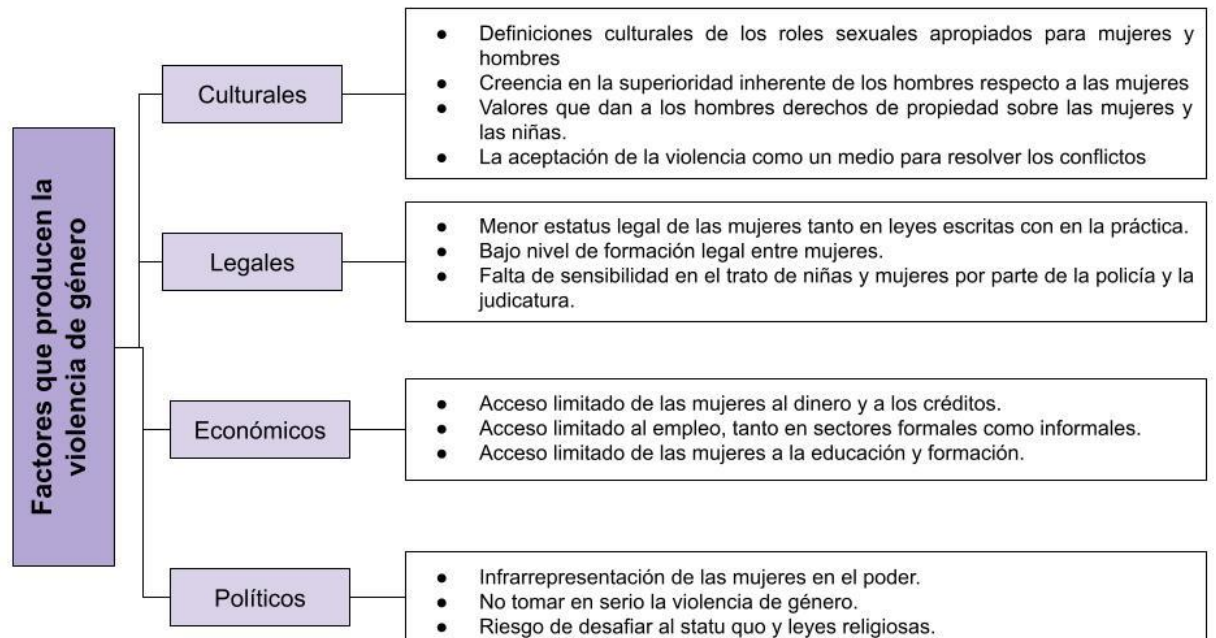 Factores que producen la
violencia de género
Culturales
● Definiciones culturales de los roles sexuales apropiados para mujeres y
hombres
● Creencia en la superioridad inherente de los hombres respecto a las mujeres
● Valores que dan a los hombres derechos de propiedad sobre las mujeres y
las niñas.
● La aceptación de la violencia como un medio para resolver los conflictos
Legales
● Menor estatus legal de las mujeres tanto en leyes escritas con en la práctica.
● Bajo nivel de formación legal entre mujeres.
● Falta de sensibilidad en el trato de niñas y mujeres por parte de la policía y la
judicatura.
Económicos
● Acceso limitado de las mujeres al dinero y a los créditos.
● Acceso limitado al empleo, tanto en sectores formales como informales.
● Acceso limitado de las mujeres a la educación y formación.
Políticos
● Infrarrepresentación de las mujeres en el poder.
● No tomar en serio la violencia de género.
● Riesgo de desafiar al statu quo y leyes religiosas.